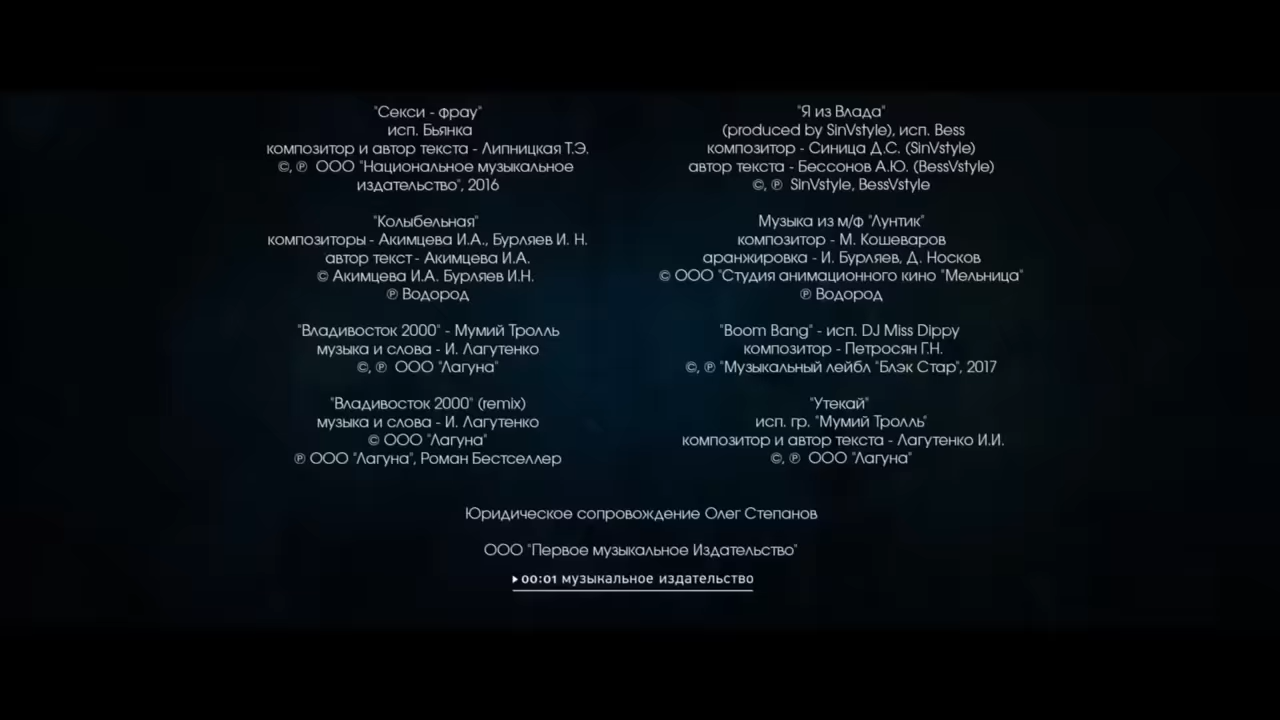 "Секси - фрау"
исп. Бьянка
композитор и автор текста - Липницкая Т.Э.
©, ℗ ООО "Национальное музыкальное
издательство", 2016
"Колыбельная"
композиторы - Акимцева И.А., Бурляев И. Н.
автор текст - Акимцева И.А.
© Акимцева И.А. Бурляев И.Н.
℗ Водород
"Владивосток 2000" - Мумий Тролль
музыка и слова - И. Лагутенко
©, ℗ ООО "Лагуна"
"Владивосток 2000" (remix)
музыка и слова - И. Лагутенко
© ООО "Лагуна"
℗ ООО "Лагуна", Роман Бестселлер
"Я из Влада"
(produced by SinVstyle), исп. Bess
композитор - Синица Д.С. (SinVstyle)
автор текста - Бессонов А.Ю. (BessVstyle)
©, ℗ SinVstyle, BessVstyle
Музыка из м/ф "Лунтик"
композитор - М. Кошеваров
аранжировка - И. Бурляев, Д. Носков
© ООО "Студия анимационного кино "Мельница"
℗ Водород
"Boom Bang" - исп. DJ Miss Dippy
композитор - Петросян Г.Н.
©, ℗ "Музыкальный лейбл "Блэк Стар", 2017
"Утекай"
исп. гр. "Мумий Тролль"
композитор и автор текста - Лагутенко И.И.
©, ℗ ООО "Лагуна"
Юридическое сопровождение Олег Степанов
ООО "Первое музыкальное Издательство"
00:01 музыкальное издательство